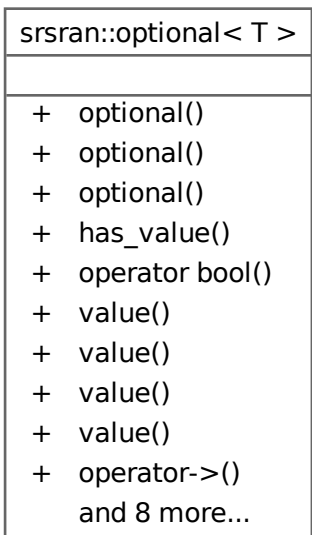 srsran::optional< T >
+ optional()
+ optional()
+ optional()
+ has_value()
+ operator bool()
+ value()
+ value()
+ value()
+ value()
+ operator->()
and 8 more...